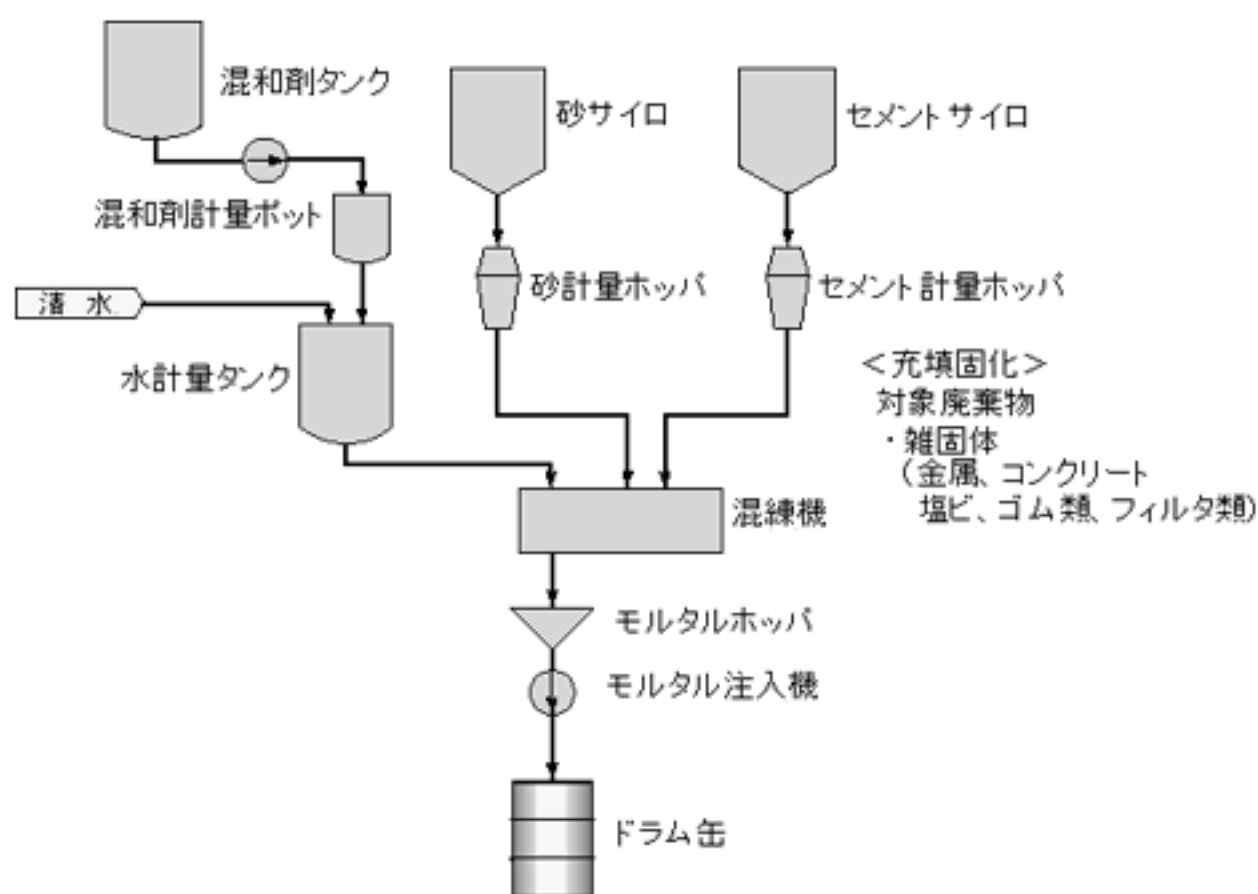 混和剤タンク
砂サイロ
セメントサイロ
混和剤計量ポット
清水
砂計量ホッパ
セメント計量ホッパ
水計量タンク
<充填固化>
対象廃棄物
・雑固体
(金属、コンクリート
塩ビ、ゴム類、フィルタ類)
混練機
モルタルホッパ
モルタル注入機
ドラム缶